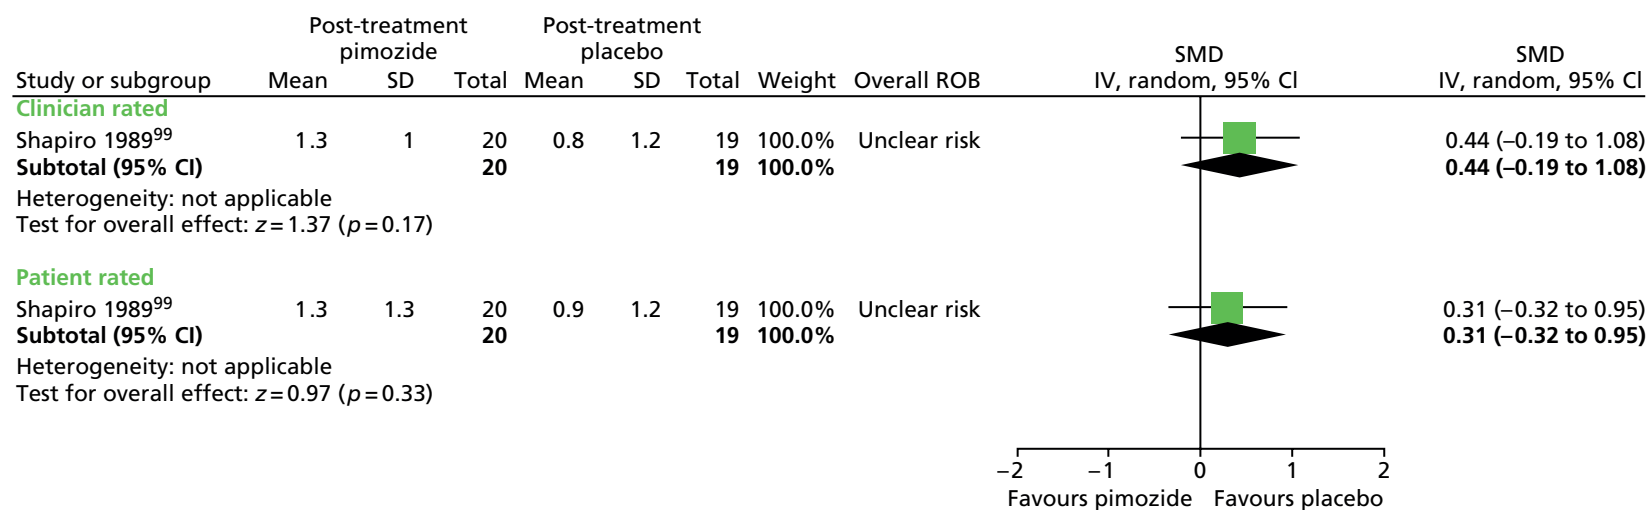 Post-treatment pimozide Post-treatment placebo SMD SMD
Study or subgroup Mean SD Total Mean SD Total Weight Overall ROB IV, random, 95% CI IV, random, 95% CI
Clinician rated
Shapiro 1989⁹⁹ 1.3 1 20 0.8 1.2 19 100.0% Unclear risk 0.44 (−0.19 to 1.08)
Subtotal (95% CI) 20 19 100.0% 0.44 (−0.19 to 1.08)
Heterogeneity: not applicable
Test for overall effect: z=1.37 (p=0.17)
Patient rated
Shapiro 1989⁹⁹ 1.3 1.3 20 0.9 1.2 19 100.0% Unclear risk 0.31 (−0.32 to 0.95)
Subtotal (95% CI) 20 19 100.0% 0.31 (−0.32 to 0.95)
Heterogeneity: not applicable
Test for overall effect: z=0.97 (p=0.33)
−2 −1 0 1 2
Favours pimozide Favours placebo